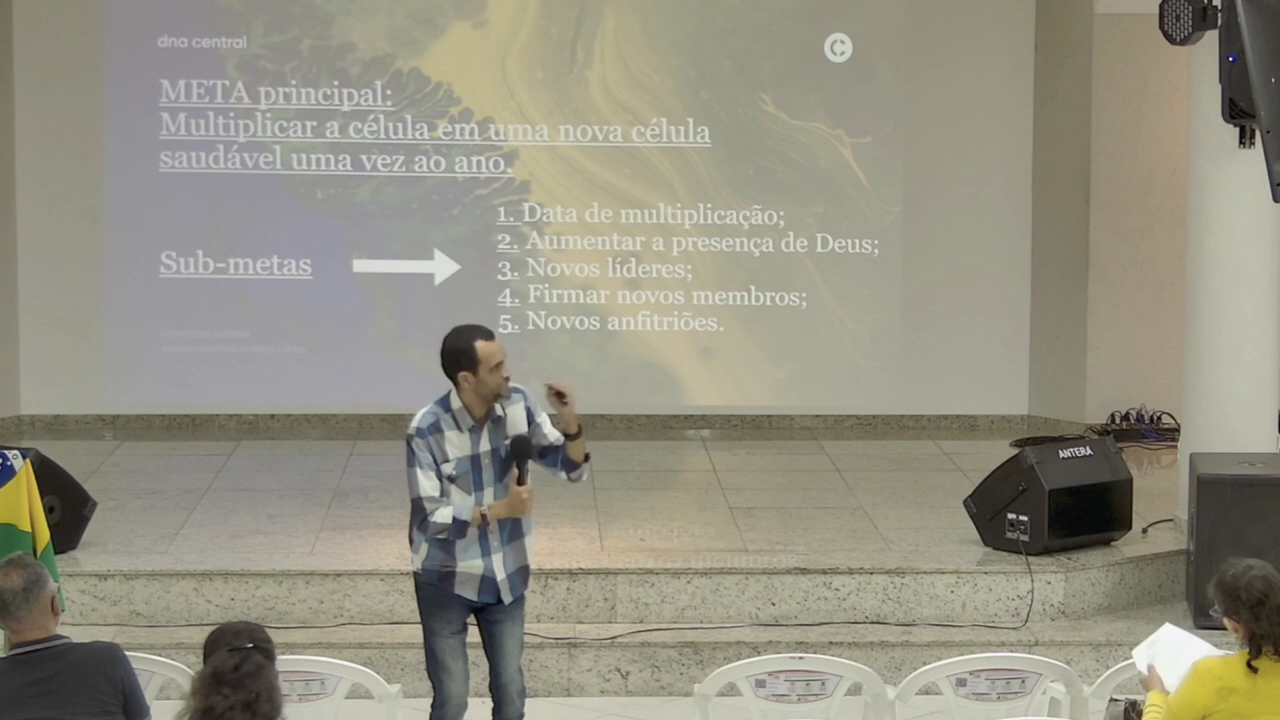 dna central
META principal:
Multiplicar a célula em uma nova célula
saudável uma vez ao ano.
Sub-metas
1. Data de multiplicação;
2. Aumentar a presença de Deus;
3. Novos líderes;
4. Firmar novos membros;
5. Novos anfitriões.
ANTERA